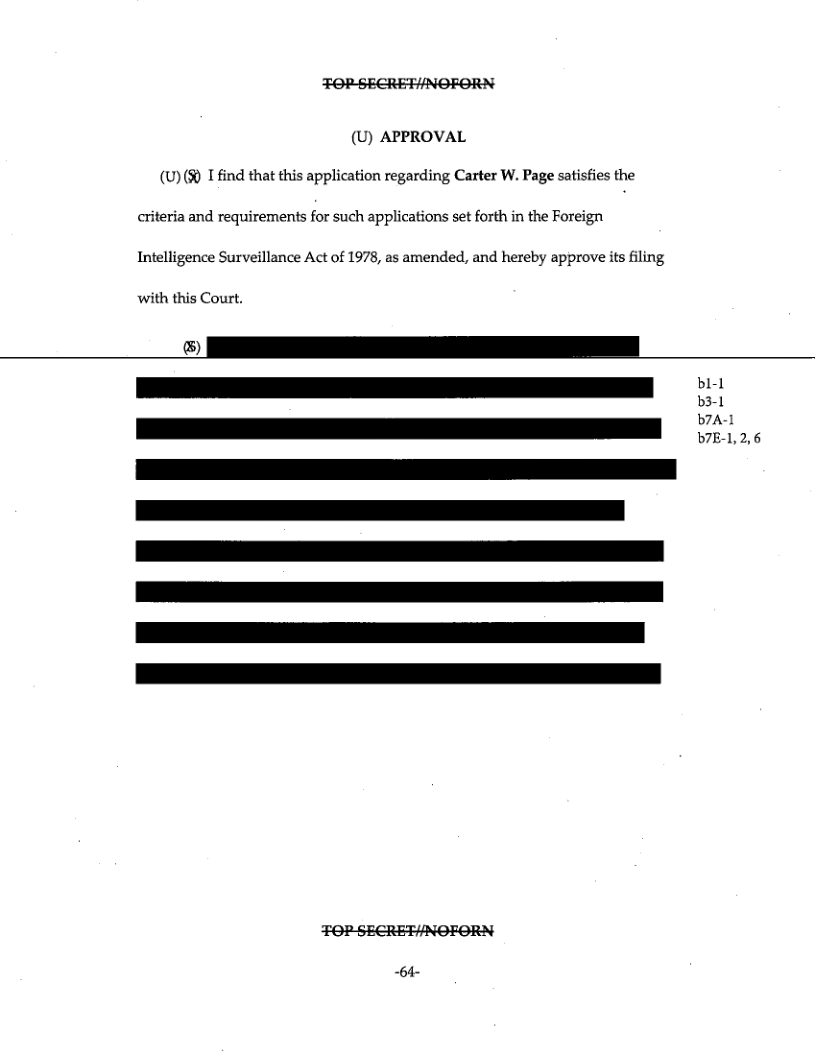 TOP SECRET//NOFORN
(U) APPROVAL
(U) I find that this application regarding Carter W. Page satisfies the
criteria and requirements for such applications set forth in the Foreign
Intelligence Surveillance Act of 1978, as amended, and hereby approve its filing
with this Court.
b1-1
b3-1
b7A-1
b7E-1, 2, 6
TOP SECRET//NOFORN
-64-